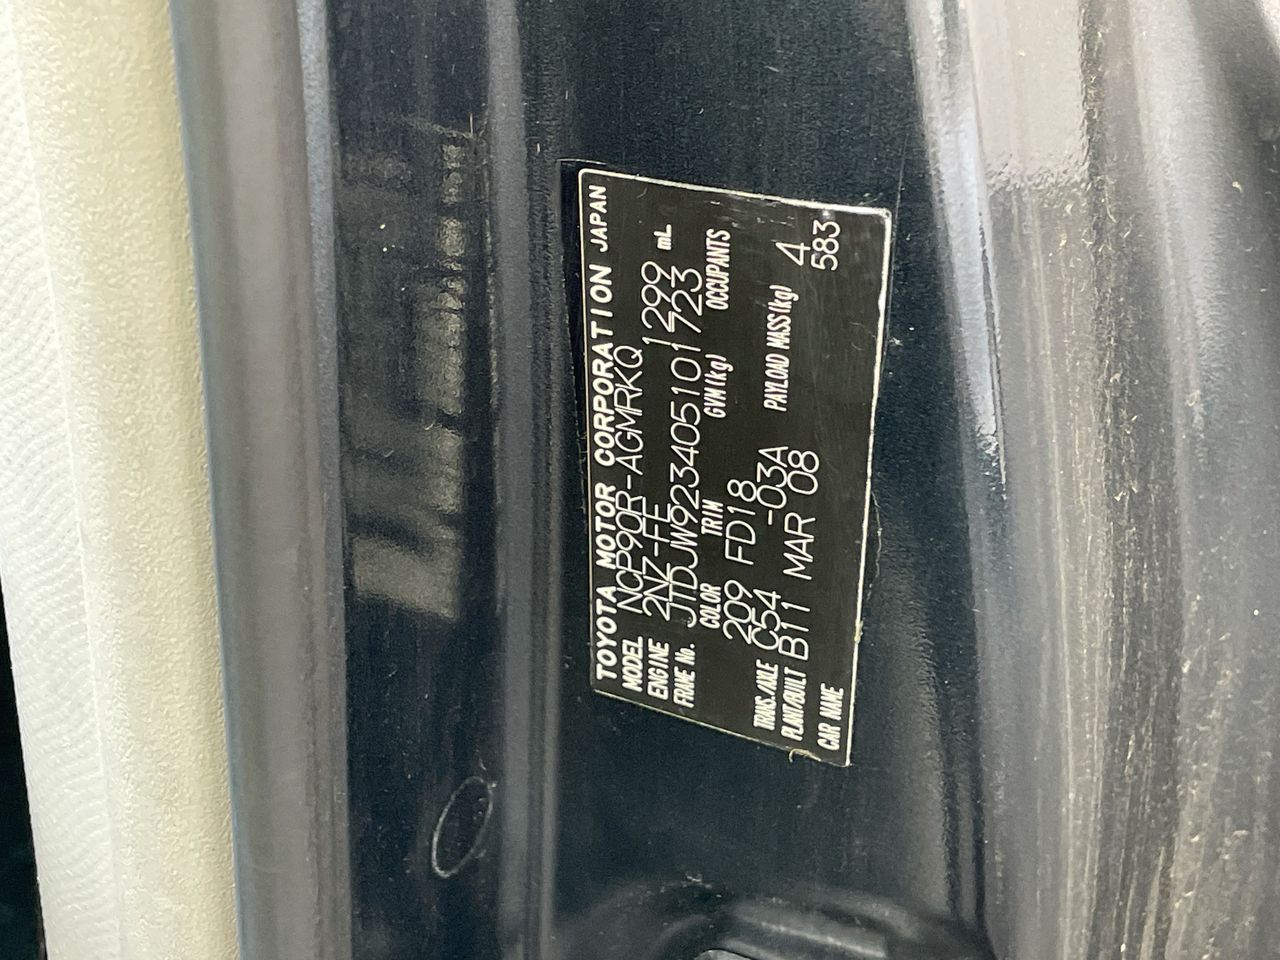 TOYOTA MOTOR CORPORATION JAPAN
MODEL NCP90R-AGMRKQ
ENGINE 2NZ-FE 1299 mL
FRAME No. JTDJW923405101723
COLOR TRIM GVM(kg) OCCUPANTS
209 FD18 4
TRANS./AXLE C54 -03A PAYLOAD MASS(kg) 583
PLANT/BUILT B11 MAR 08
CAR NAME